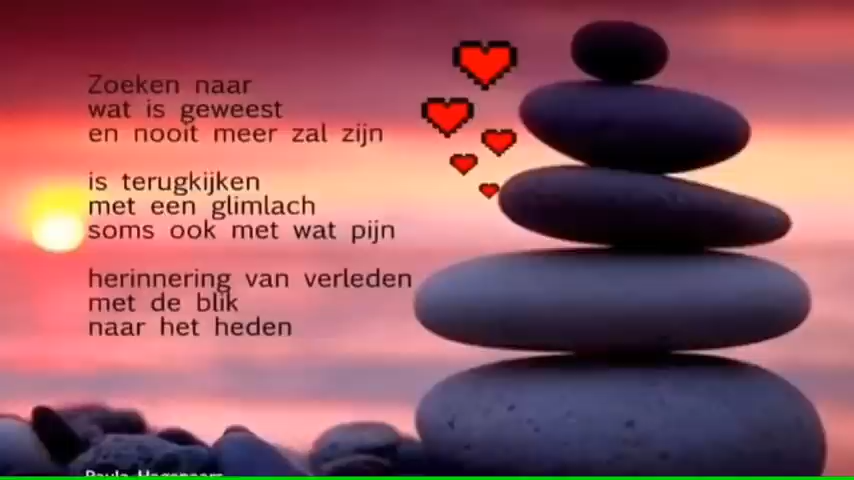 Zoeken naar
wat is geweest
en nooit meer zal zijn
is terugkijken
met een glimlach
soms ook met wat pijn
herinnering van verleden
met de blik
naar het heden